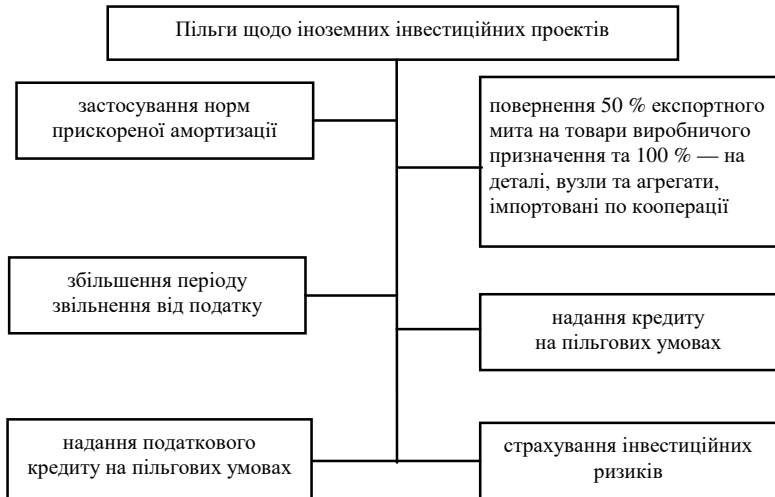 Пільги щодо іноземних інвестиційних проектів
застосування норм
прискореної амортизації
повернення 50 % експортного
мита на товари виробничого
призначення та 100 % — на
деталі, вузли та агрегати,
імпортовані по кооперації
збільшення періоду
звільнення від податку
надання кредиту
на пільгових умовах
надання податкового
кредиту на пільгових умовах
страхування інвестиційних
ризиків